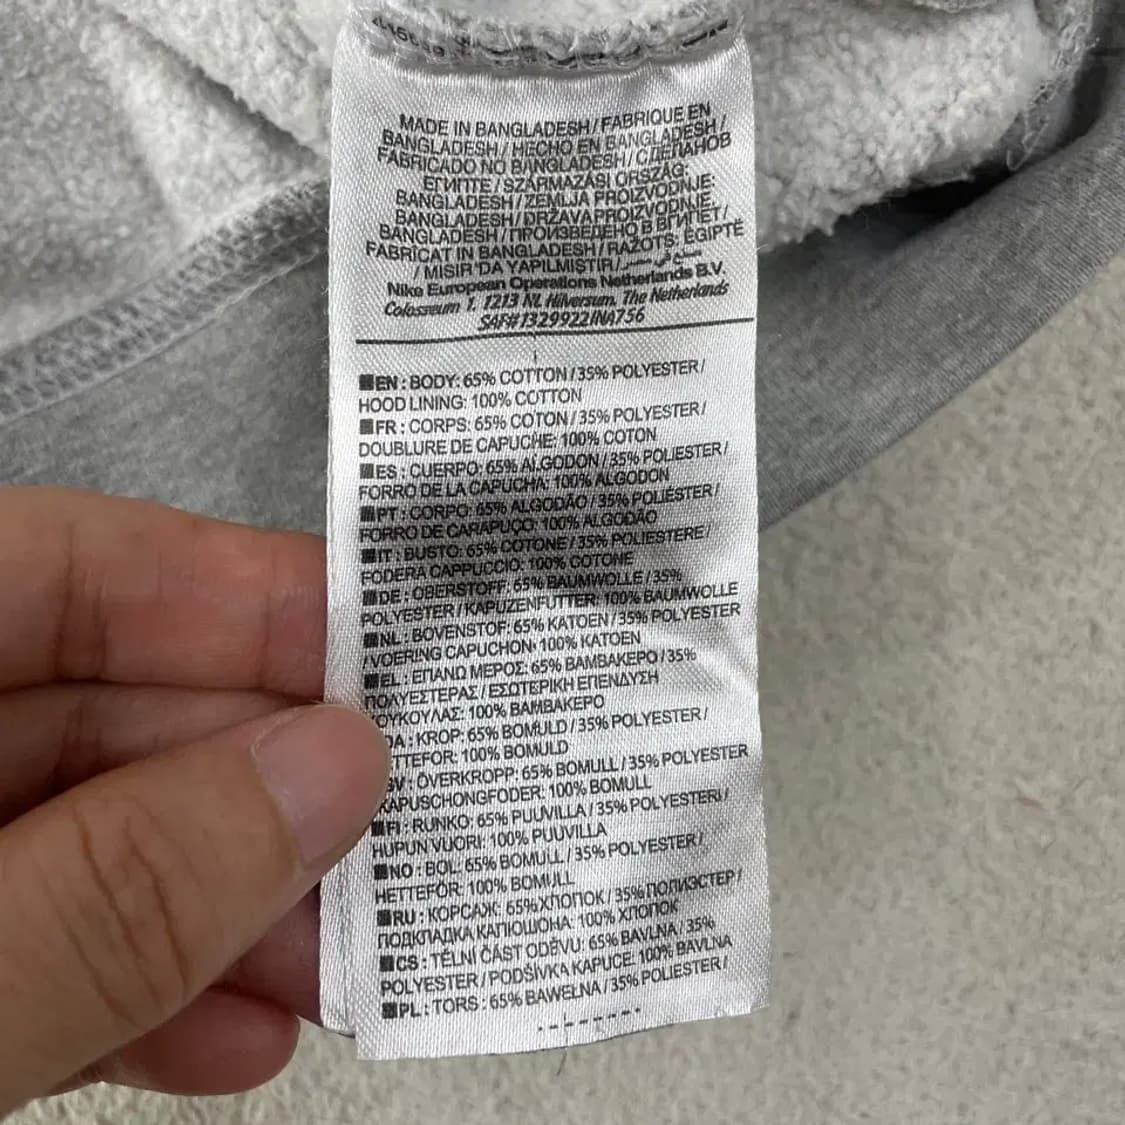 MADE IN BANGLADESH / FABRIQUE EN
BANGLADESH / HECHO EN BANGLADESH /
FABRICADO NO BANGLADESH / СДЕЛАНОВ
ЕГИПТЕ / SZÁRMAZÁSI ORSZÁG:
BANGLADESH / ZEMLJA PROIZVODNJE:
BANGLADESH / DRŽAVA PROIZVODNJE:
BANGLADESH / ПРОИЗВЕДЕНО В ЕГИПЕТ /
FABRICAT IN BANGLADESH / RAŽOTS: ĒĢIPTĒ
/ MISIR 'DA YAPILMISTIR /
Nike European Operations Netherlands B.V.
Colosseum 1, 1213 NL Hilversum, The Netherlands
SAF#1329922INA756
EN : BODY: 65% COTTON / 35% POLYESTER /
HOOD LINING: 100% COTTON
FR : CORPS: 65% COTON / 35% POLYESTER /
DOUBLURE DE CAPUCHE: 100% COTON
ES : CUERPO: 65% ALGODON / 35% POLIESTER /
FORRO DE LA CAPUCHA: 100% ALGODON
PT : CORPO: 65% ALGODÃO / 35% POLIÉSTER /
FORRO DE CARAPUÇO: 100% ALGODÃO
IT : BUSTO: 65% COTONE / 35% POLIESTERE /
FODERA CAPPUCCIO: 100% COTONE
DE : OBERSTOFF: 65% BAUMWOLLE / 35%
POLYESTER / KAPUZENFUTTER: 100% BAUMWOLLE
NL : BOVENSTOF: 65% KATOEN / 35% POLYESTER
/ VOERING CAPUCHON: 100% KATOEN
EL : ΕΠΑΝΩ ΜΕΡΟΣ: 65% ΒΑΜΒΑΚΕΡΟ / 35%
ΠΟΛΥΕΣΤΕΡΑΣ / ΕΣΩΤΕΡΙΚΗ ΕΠΕΝΔΥΣΗ
ΚΟΥΚΟΥΛΑΣ: 100% ΒΑΜΒΑΚΕΡΟ
DA : KROP: 65% BOMULD / 35% POLYESTER /
ÆTTEFOR: 100% BOMULD
SV : ÖVERKROPP: 65% BOMULL / 35% POLYESTER
KAPUSCHONGFODER: 100% BOMULL
FI : RUNKO: 65% PUUVILLA / 35% POLYESTERI /
HUPUN VUORI: 100% PUUVILLA
NO : BOL: 65% BOMULL / 35% POLYESTER /
HETTEFÔR: 100% BOMULL
RU : КОРСАЖ: 65% ХЛОПОК / 35% ПОЛИЭСТЕР /
ПОДКЛАДКА КАПЮШОНА: 100% ХЛОПОК
CS : TĚLNÍ ČÁST ODĚVU: 65% BAVLNA / 35%
POLYESTER / PODŠÍVKA KAPUCE: 100% BAVLNA
PL : TORS : 65% BAWEŁNA / 35% POLIESTER /